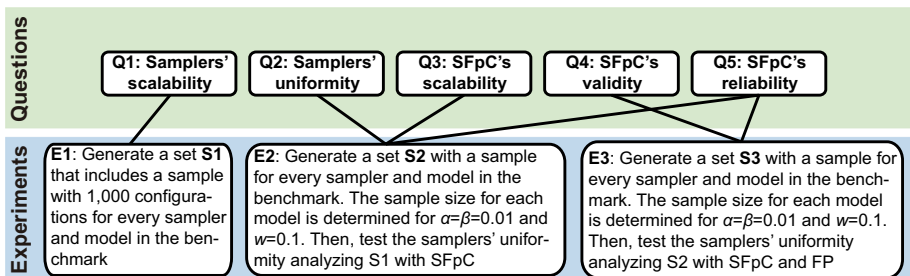 Questions
Q1: Samplers'
scalability
Q2: Samplers'
uniformity
Q3: SFpC's
scalability
Q4: SFpC's
validity
Q5: SFpC's
reliability
Experiments
E1: Generate a set S1
that includes a sample
with 1,000 configura-
tions for every sampler
and model in the ben-
chmark
E2: Generate a set S2 with a sample
for every sampler and model in the
benchmark. The sample size for each
model is determined for α=β=0.01 and
w=0.1. Then, test the samplers' unifor-
mity analyzing S1 with SFpC
E3: Generate a set S3 with a sample for
every sampler and model in the bench-
mark. The sample size for each model
is determined for α=β=0.01 and w=0.1.
Then, test the samplers' uniformity
analyzing S2 with SFpC and FP